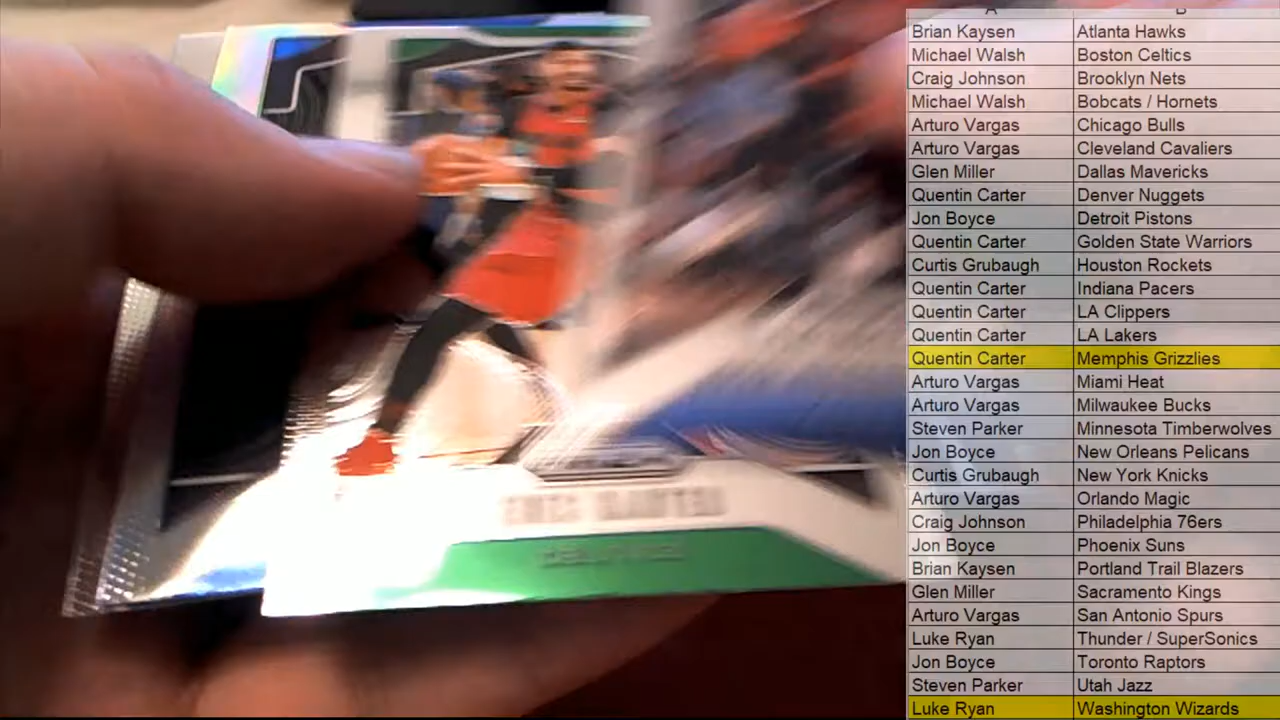 A B
Brian Kaysen Atlanta Hawks
Michael Walsh Boston Celtics
Craig Johnson Brooklyn Nets
Michael Walsh Bobcats / Hornets
Arturo Vargas Chicago Bulls
Arturo Vargas Cleveland Cavaliers
Glen Miller Dallas Mavericks
Quentin Carter Denver Nuggets
Jon Boyce Detroit Pistons
Quentin Carter Golden State Warriors
Curtis Grubaugh Houston Rockets
Quentin Carter Indiana Pacers
Quentin Carter LA Clippers
Quentin Carter LA Lakers
Quentin Carter Memphis Grizzlies
Arturo Vargas Miami Heat
Arturo Vargas Milwaukee Bucks
Steven Parker Minnesota Timberwolves
Jon Boyce New Orleans Pelicans
Curtis Grubaugh New York Knicks
Arturo Vargas Orlando Magic
Craig Johnson Philadelphia 76ers
Jon Boyce Phoenix Suns
Brian Kaysen Portland Trail Blazers
Glen Miller Sacramento Kings
Arturo Vargas San Antonio Spurs
Luke Ryan Thunder / SuperSonics
Jon Boyce Toronto Raptors
Steven Parker Utah Jazz
Luke Ryan Washington Wizards